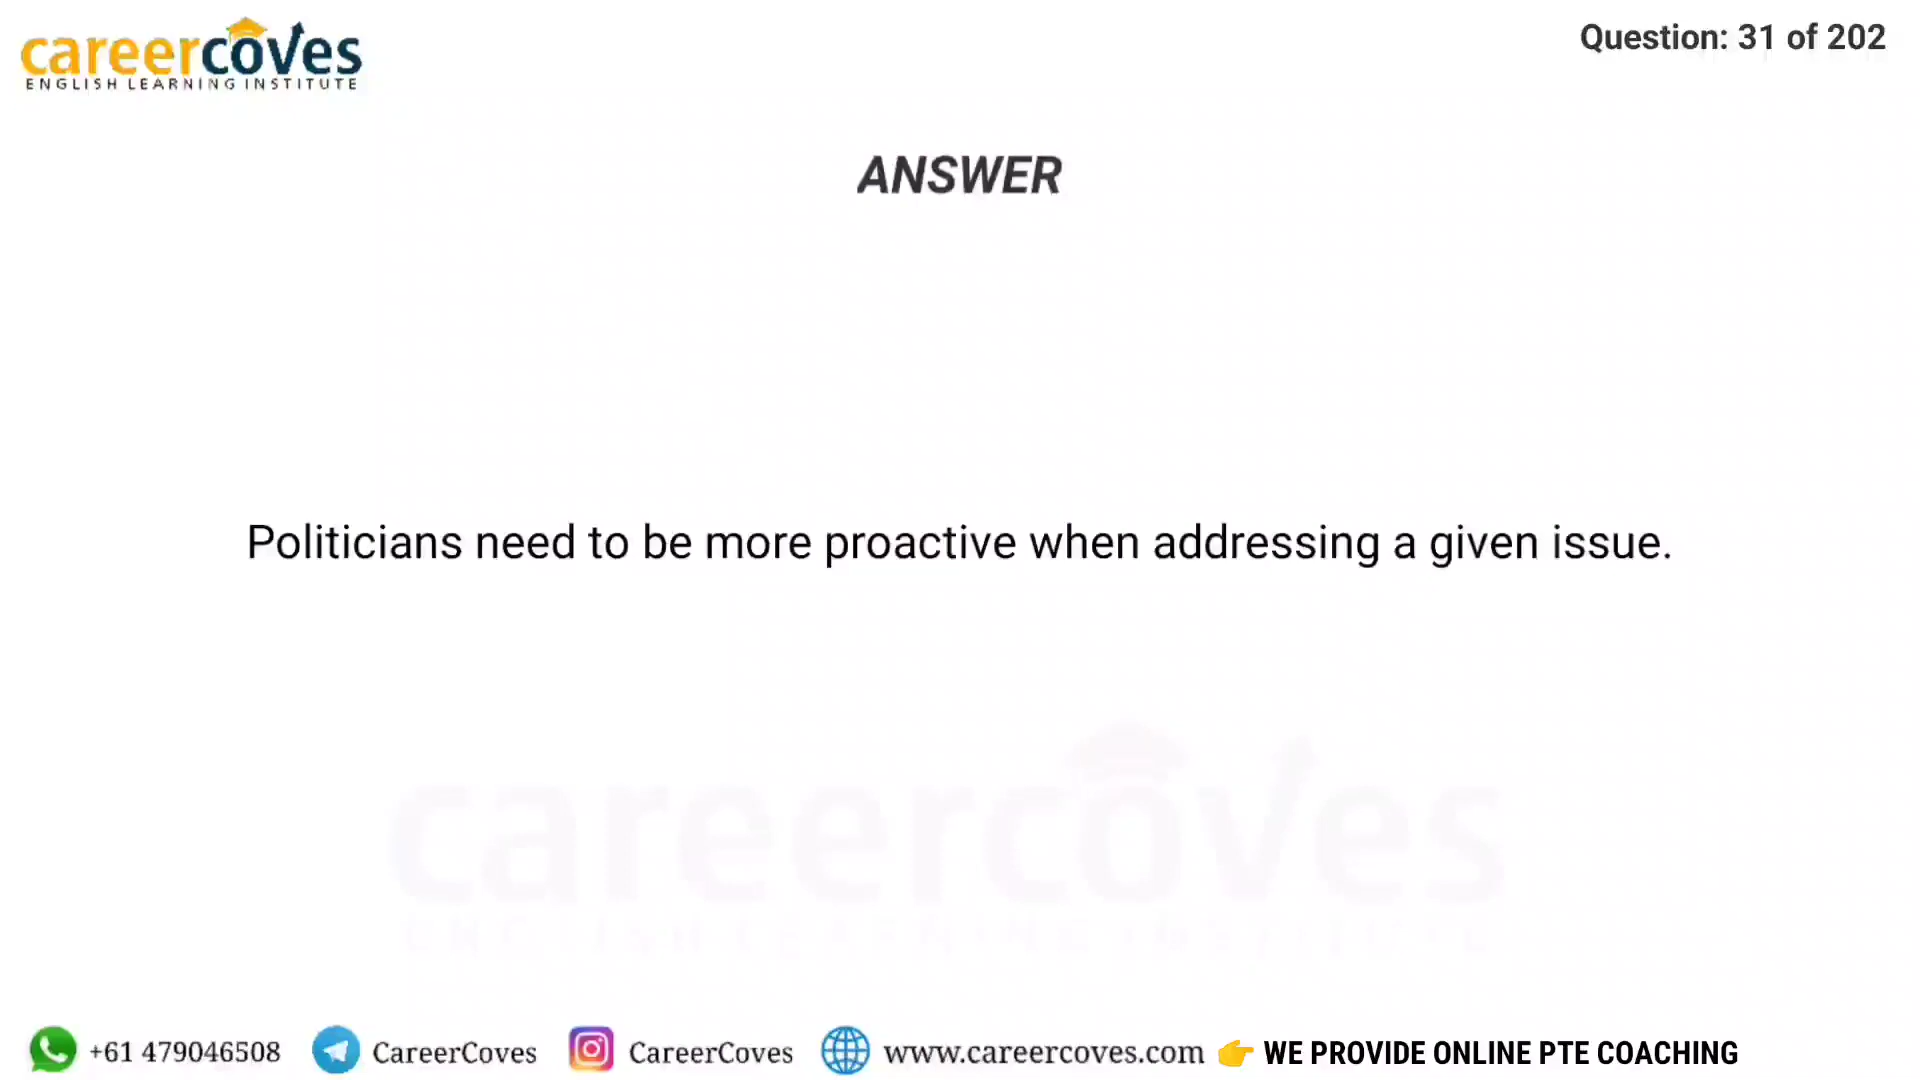 careercoves
ENGLISH LEARNING INSTITUTE
Question: 31 of 202
ANSWER
Politicians need to be more proactive when addressing a given issue.
careercoves
+61 479046508 CareerCoves CareerCoves www.careercoves.com 👉 WE PROVIDE ONLINE PTE COACHING